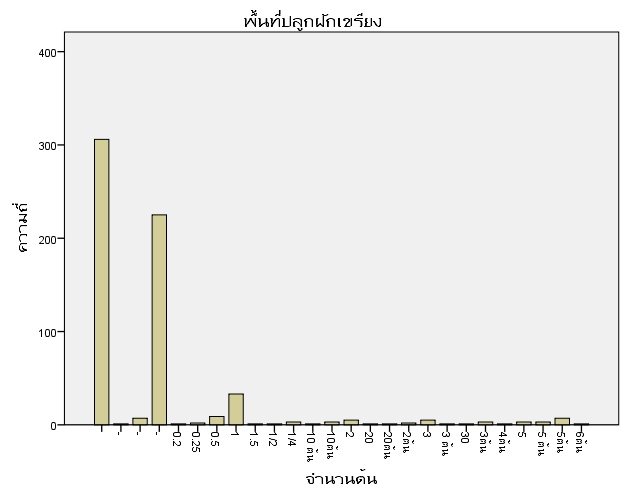 พื้นที่ปลูกผักเขรียง
400
300
200
100
0
ความถี่
-
-
-
0.2
0.25
0.5
1
1.5
1/2
1/4
10 ต้น
10ต้น
2
20
20ต้น
2ต้น
3
3 ต้น
30
3ต้น
4ต้น
5
5 ต้น
5ต้น
6ต้น
จำนวนต้น